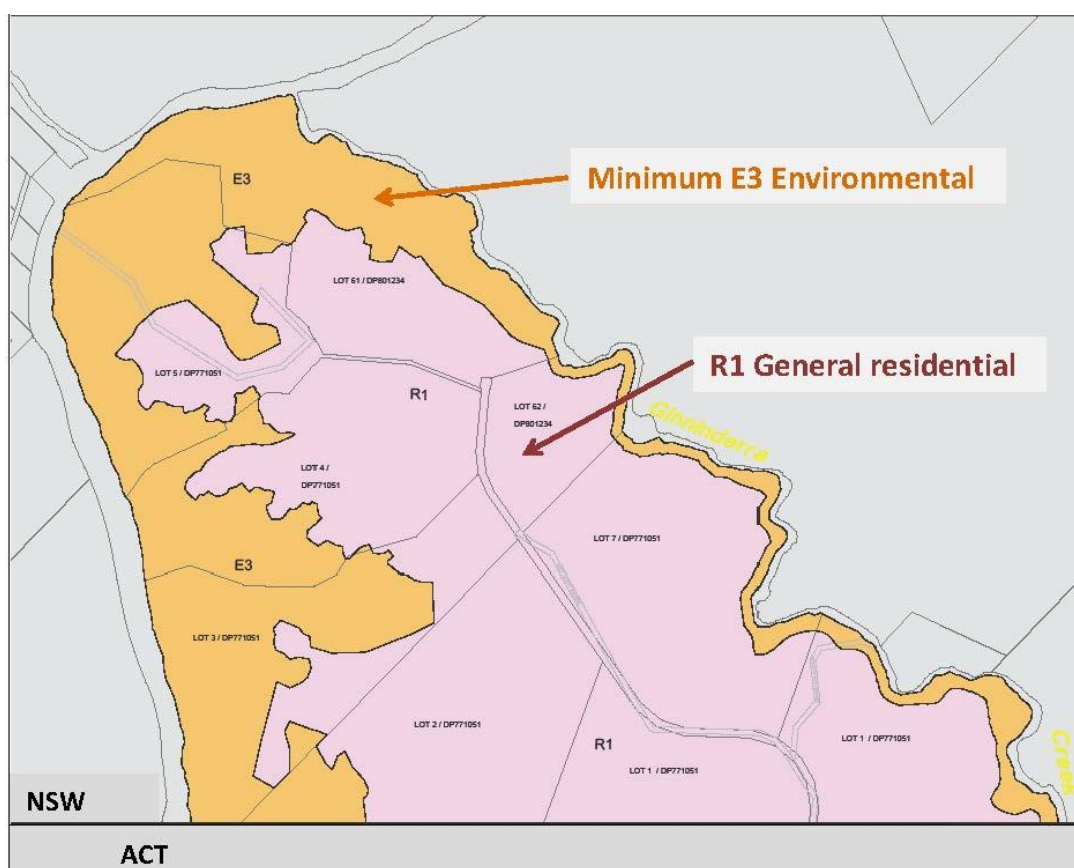 E3
Minimum E3 Environmental
LOT 61 / DP801234
R1 General residential
LOT 5 / DP771051
R1
LOT 62 /
DP801234
Ginninderra
LOT 4 /
DP771051
LOT 7 / DP771051
E3
LOT 3 / DP771051
LOT 2 / DP771051
R1
LOT 1 / DP771051
LOT 1 / DP771051
Creek
NSW
ACT